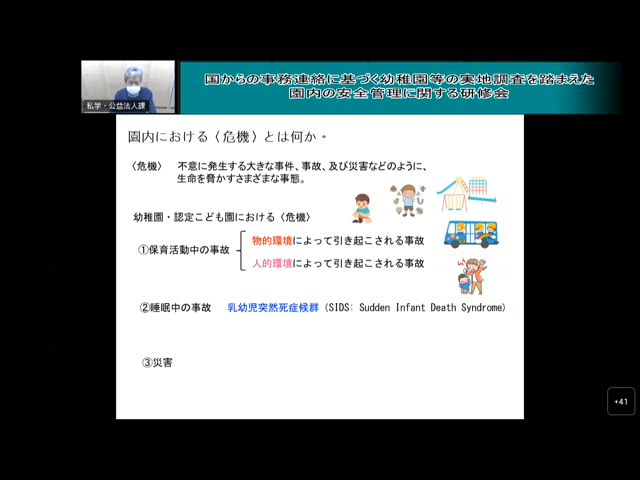 国からの事務連絡に基づく幼稚園等の実地調査を踏まえた
園内の安全管理に関する研修会
私学・公益法人課
園内における〈危機〉とは何か。
〈危機〉 不意に発生する大きな事件、事故、及び災害などのように、
生命を脅かすさまざまな事態。
幼稚園・認定こども園における〈危機〉
①保育活動中の事故
物的環境によって引き起こされる事故
人的環境によって引き起こされる事故
②睡眠中の事故 乳幼児突然死症候群 (SIDS: Sudden Infant Death Syndrome)
③災害
+41